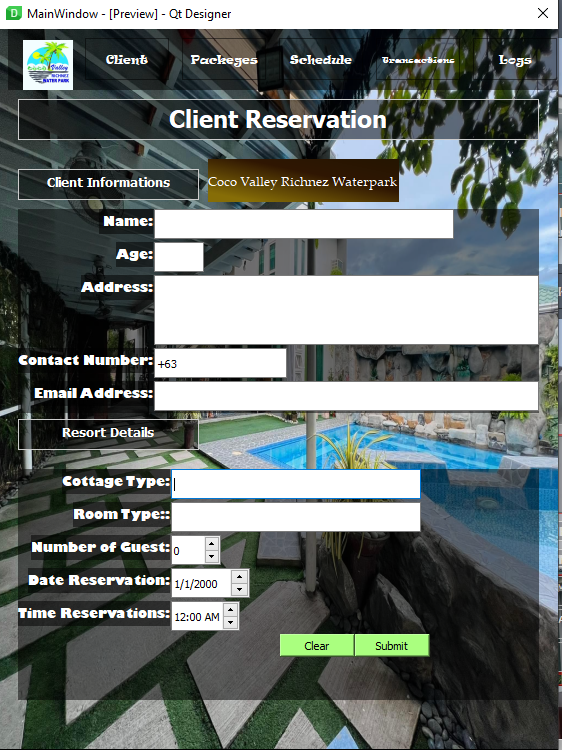 MainWindow - [Preview] - Qt Designer
Valley
RICHNEZ
WATER PARK
Client
Packeges
Schedule
Transactions
Logs
Client Reservation
Client Informations
Coco Valley Richnez Waterpark
Name:
Age:
Address:
Contact Number:
+63
Email Address:
Resort Details
Cottage Type:
Room Type::
Number of Guest:
0
Date Reservation:
1/1/2000
Time Reservations:
12:00 AM
Clear
Submit